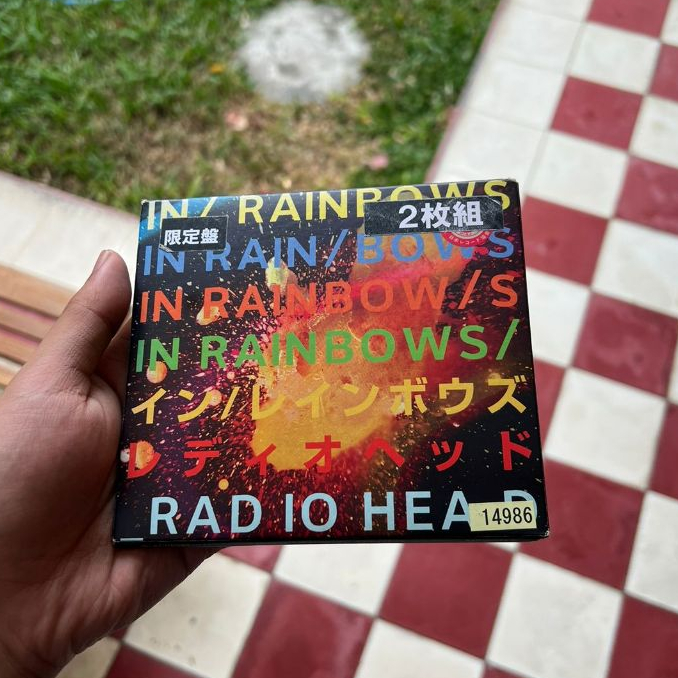 IN/ RAINBOWS
2枚組
限定盤
IN RAIN/BOWS
IN RAINBOW/S
IN RAINBOWS/
イン/レインボウズ
レディオヘッド
RAD IO HEA D
14986